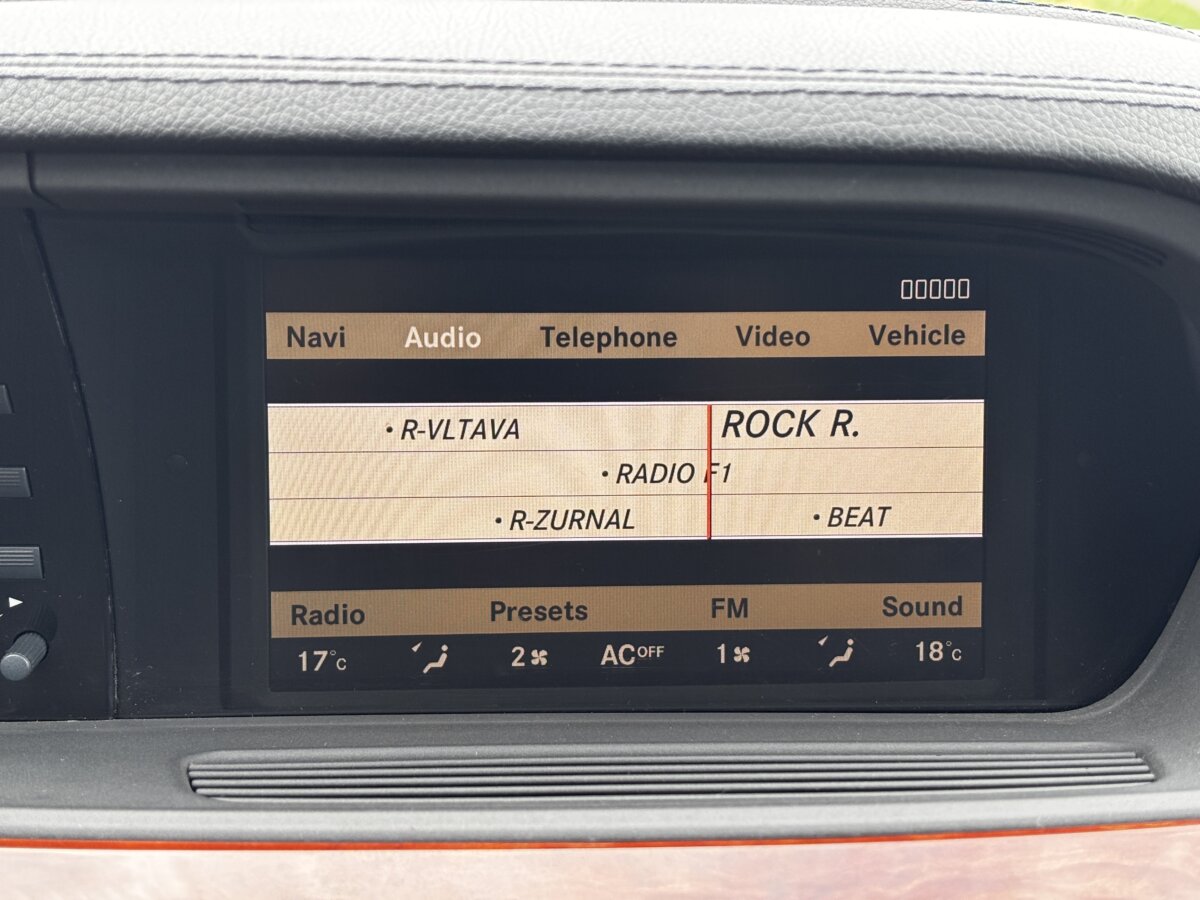 Navi Audio Telephone Video Vehicle
• R-VLTAVA ROCK R.
• RADIO F1
• R-ZURNAL • BEAT
Radio Presets FM Sound
17°C 2 AC OFF 1 18°C